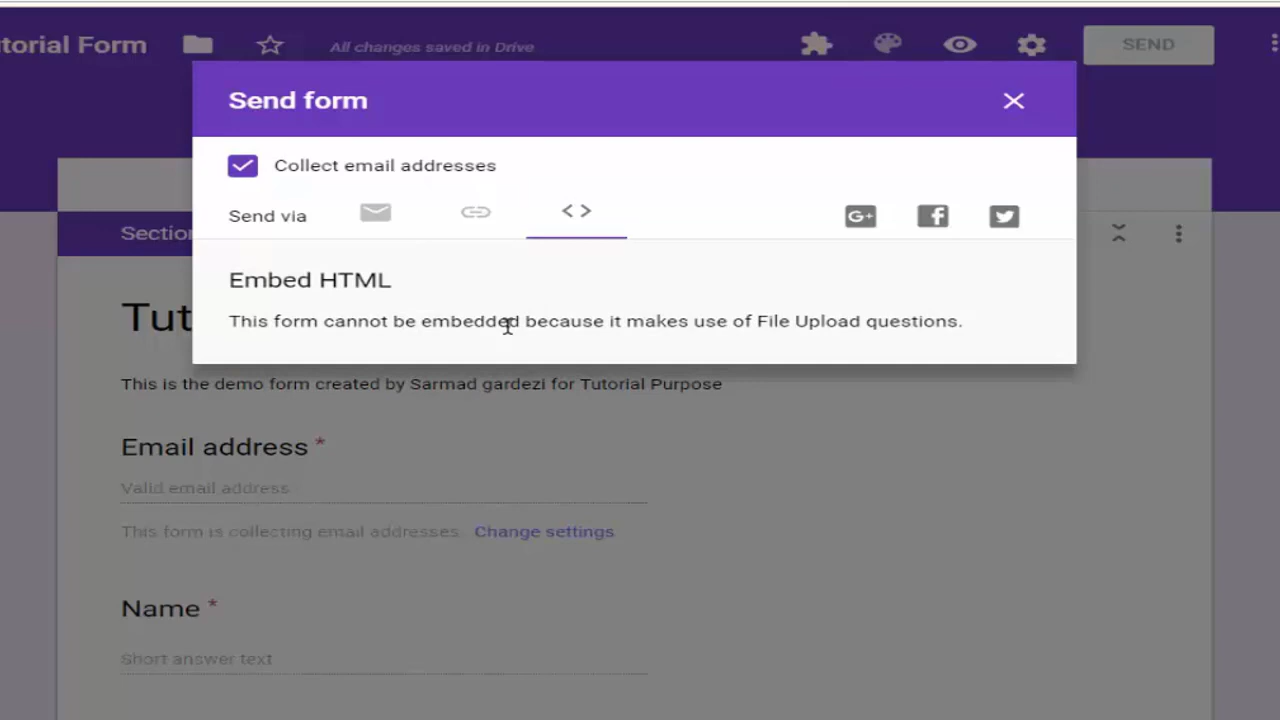 torial Form
All changes saved in Drive
SEND
Send form
Collect email addresses
Send via
G+
Embed HTML
This form cannot be embedded because it makes use of File Upload questions.
Section
Tut
This is the demo form created by Sarmad gardezi for Tutorial Purpose
Email address *
Valid email address
This form is collecting email addresses. Change settings
Name *
Short answer text